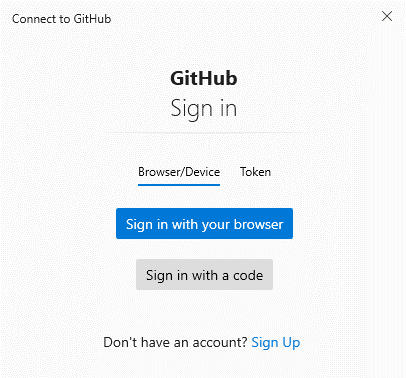 Connect to GitHub
GitHub
Sign in
Browser/Device Token
Sign in with your browser
Sign in with a code
Don't have an account? Sign Up